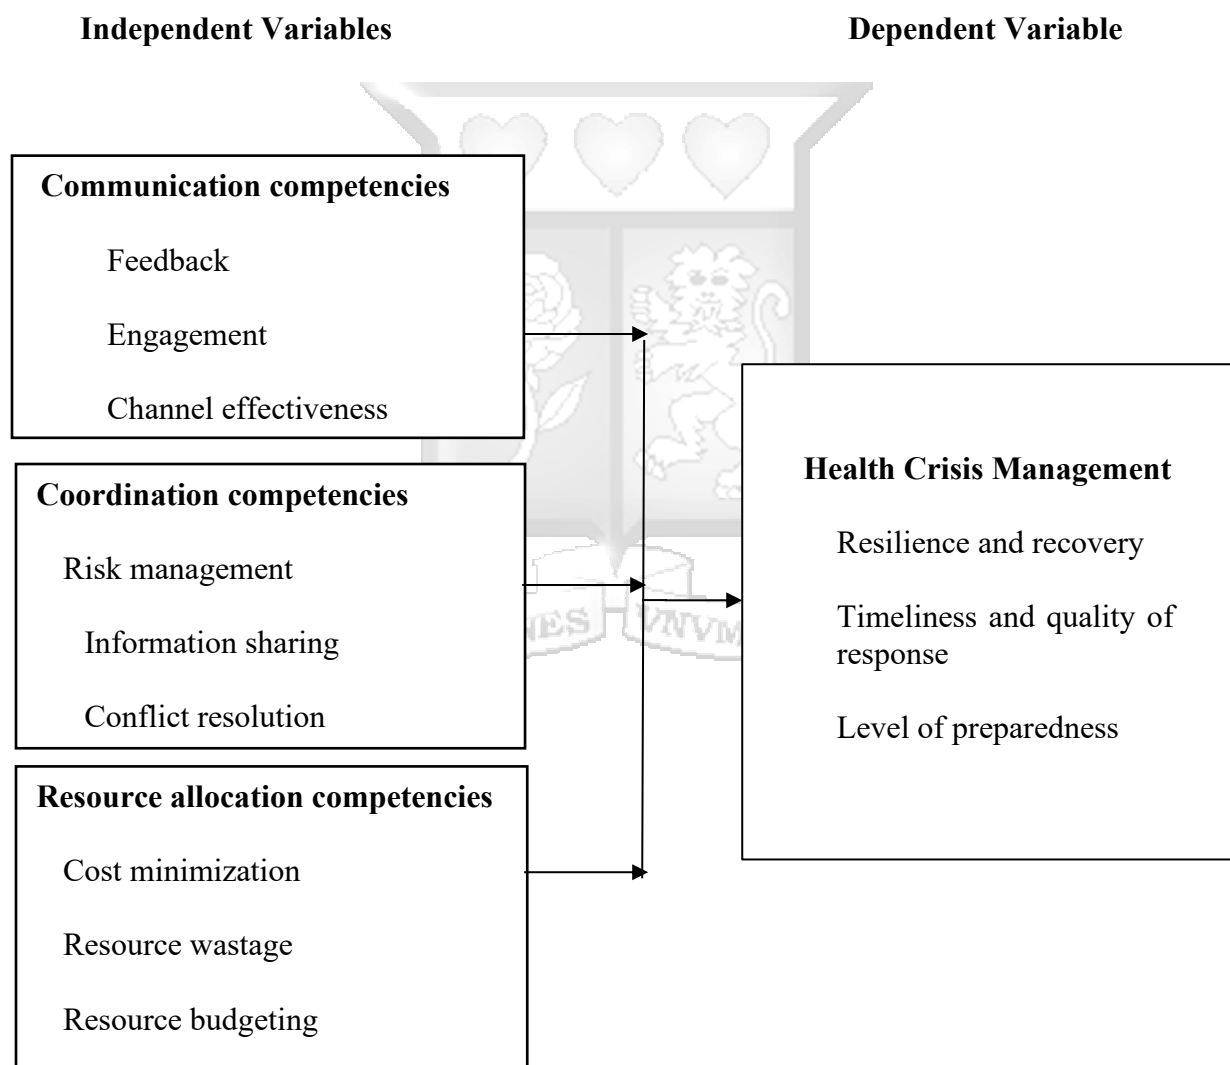 Independent Variables
Dependent Variable
Communication competencies
Feedback
Engagement
Channel effectiveness
Coordination competencies
Risk management
Information sharing
Conflict resolution
Resource allocation competencies
Cost minimization
Resource wastage
Resource budgeting
Health Crisis Management
Resilience and recovery
Timeliness and quality of
response
Level of preparedness